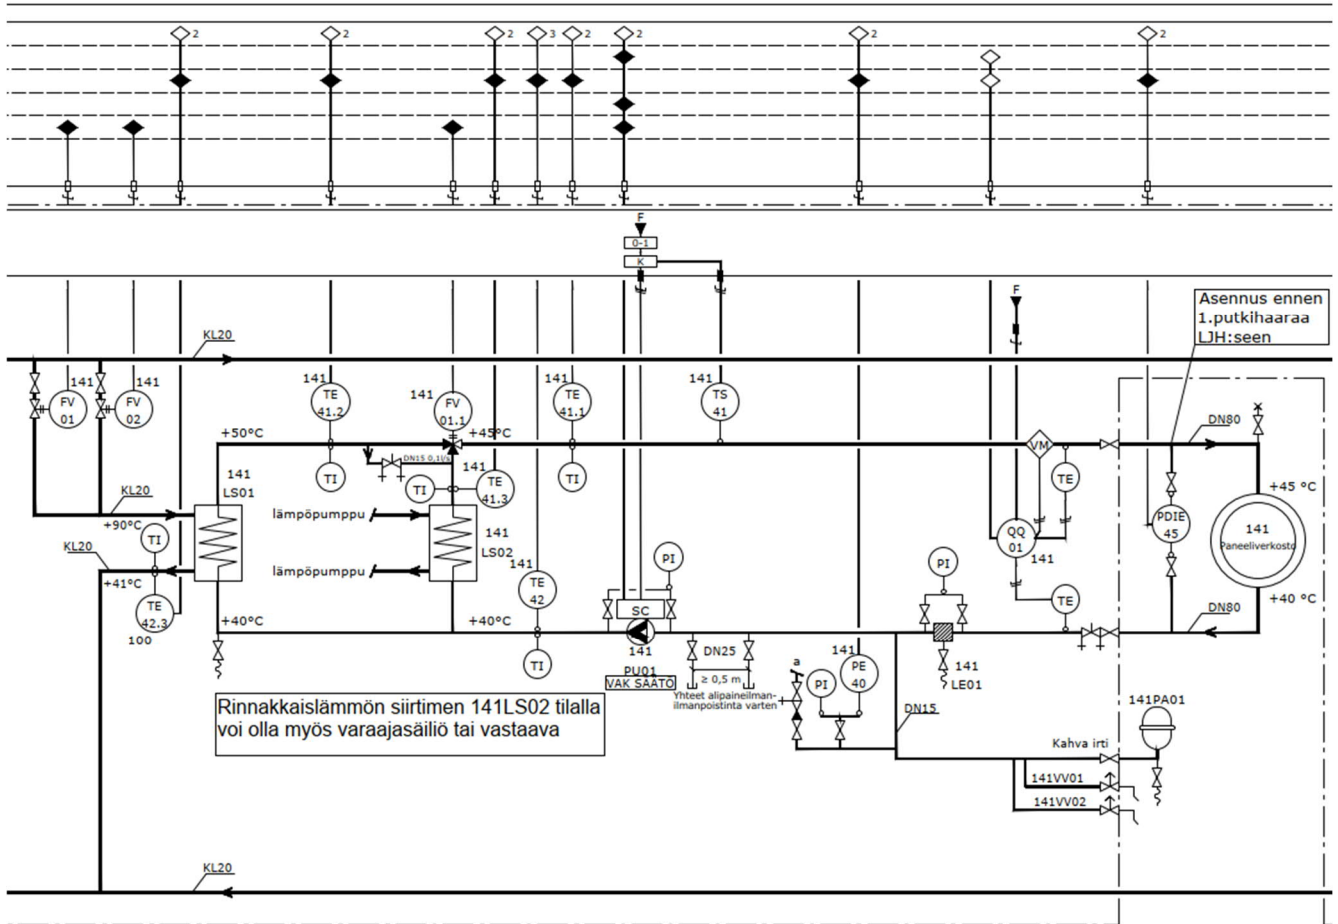 2
2
2
3
2
2
2
2
F
0-1
K
F
Asennus ennen
1.putkihaaraa
LJH:seen
KL20
141
FV
01
141
FV
02
141
TE
41.2
141
FV
01.1
141
TE
41.1
141
TS
41
DN80
+50°C
+45°C
VM
DN15 0,1l/s
TI
TI
141
TE
41.3
TI
TE
+45 °C
141
LS01
KL20
+90°C
lämpöpumppu
141
LS02
QQ
01
141
PDIE
45
141
Paneeliverkosto
TI
KL20
+41°C
lämpöpumppu
141
TE
42
PI
PI
TE
+40 °C
TE
42.3
100
+40°C
+40°C
SC
DN80
TI
141
PU01
VAK SÄÄTÖ
DN25
≥ 0,5 m
Yhteet alipaineilman-
ilmanpoistinta varten
a
PI
141
PE
40
141
LE01
DN15
141PA01
Rinnakkaislämmön siirtimen 141LS02 tilalla
voi olla myös varaajasäiliö tai vastaava
Kahva irti
141VV01
141VV02
KL20